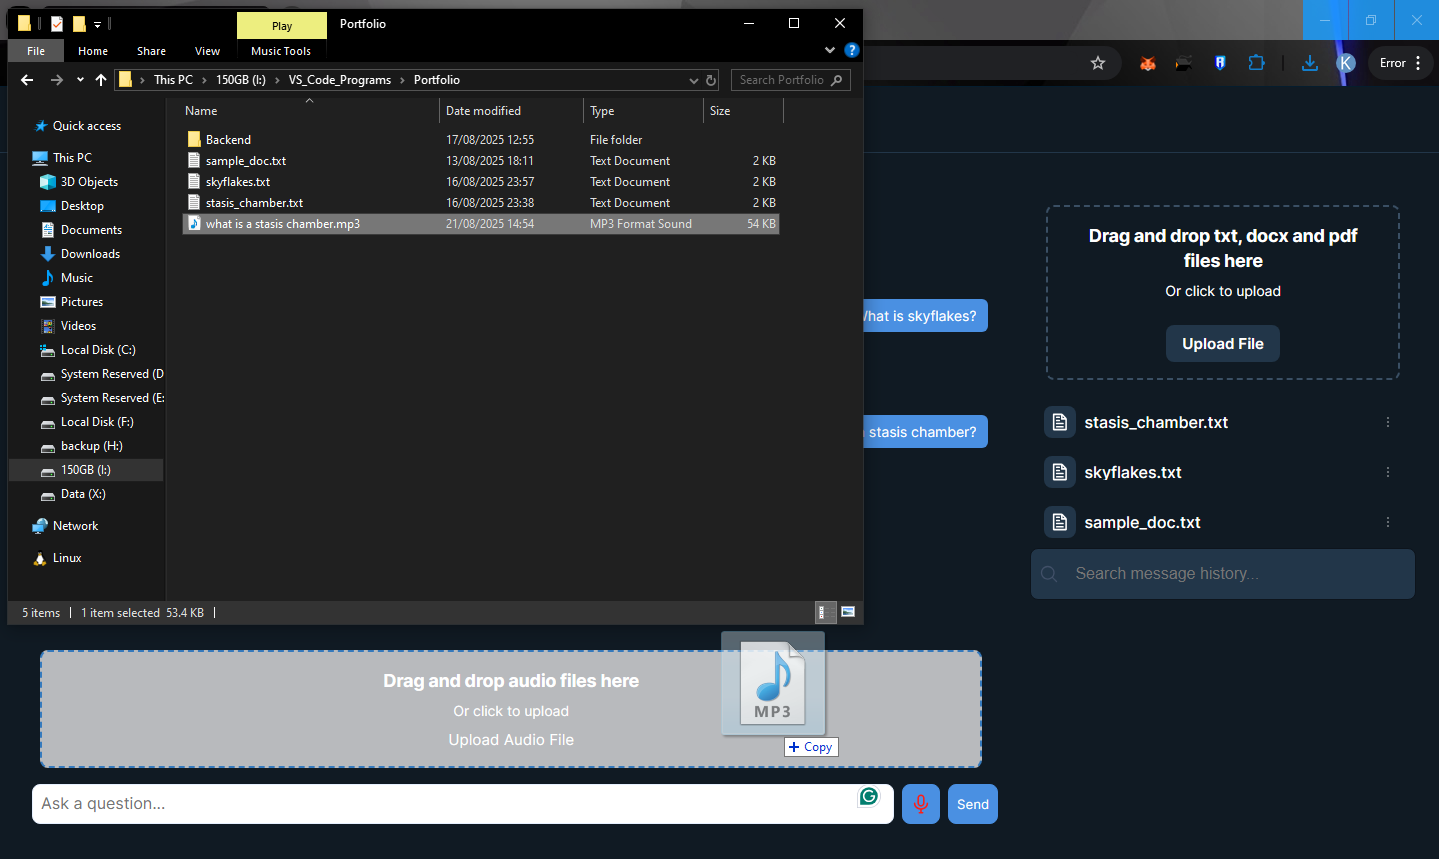 Play
Portfolio
File
Home
Share
View
Music Tools
?
This PC
150GB (I:)
VS_Code_Programs
Portfolio
Search Portfolio
K
Error
Name
Date modified
Type
Size
Quick access
This PC
3D Objects
Desktop
Documents
Downloads
Music
Pictures
Videos
Local Disk (C:)
System Reserved (D
System Reserved (E:
Local Disk (F:)
backup (H:)
150GB (I:)
Data (X:)
Network
Linux
Backend 17/08/2025 12:55 File folder
sample_doc.txt 13/08/2025 18:11 Text Document 2 KB
skyflakes.txt 16/08/2025 23:57 Text Document 2 KB
stasis_chamber.txt 16/08/2025 23:38 Text Document 2 KB
what is a stasis chamber.mp3 21/08/2025 14:54 MP3 Format Sound 54 KB
5 items
1 item selected 53.4 KB
is skyflakes?
stasis chamber?
Drag and drop txt, docx and pdf
files here
Or click to upload
Upload File
stasis_chamber.txt
skyflakes.txt
sample_doc.txt
Search message history...
Drag and drop audio files here
Or click to upload
Upload Audio File
MP3
+ Copy
Ask a question...
G
Send